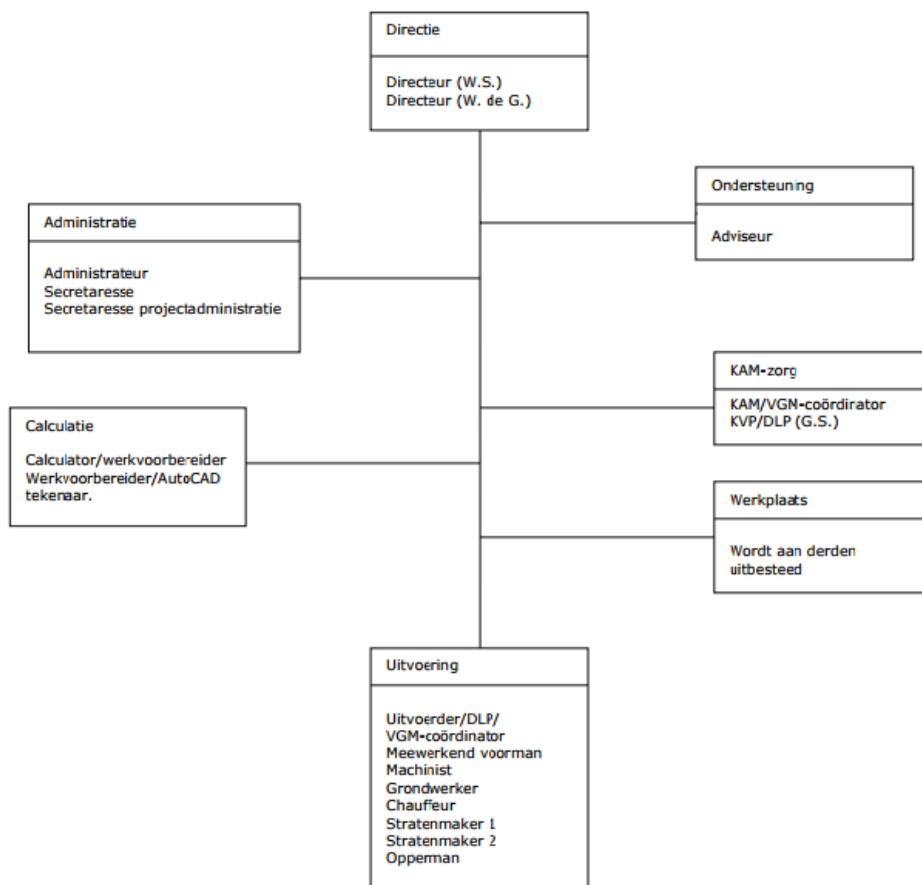 Directie
Directeur (W.S.)
Directeur (W. de G.)
Ondersteuning
Adviseur
Administratie
Administrateur
Secretaresse
Secretaresse projectadministratie
KAM-zorg
KAM/VGM-coördirator
KVP/DLP (G.S.)
Calculatie
Calculator/werkvoorbereider
Werkvoorbereider/AutoCAD
tekenaar.
Werkplaats
Wordt aan derden
uitbesteed
Uitvoering
Uitvoerder/DLP/
VGM-coördinator
Meewerkend voorman
Machinist
Grondwerker
Chauffeur
Stratenmaker 1
Stratenmaker 2
Opperman